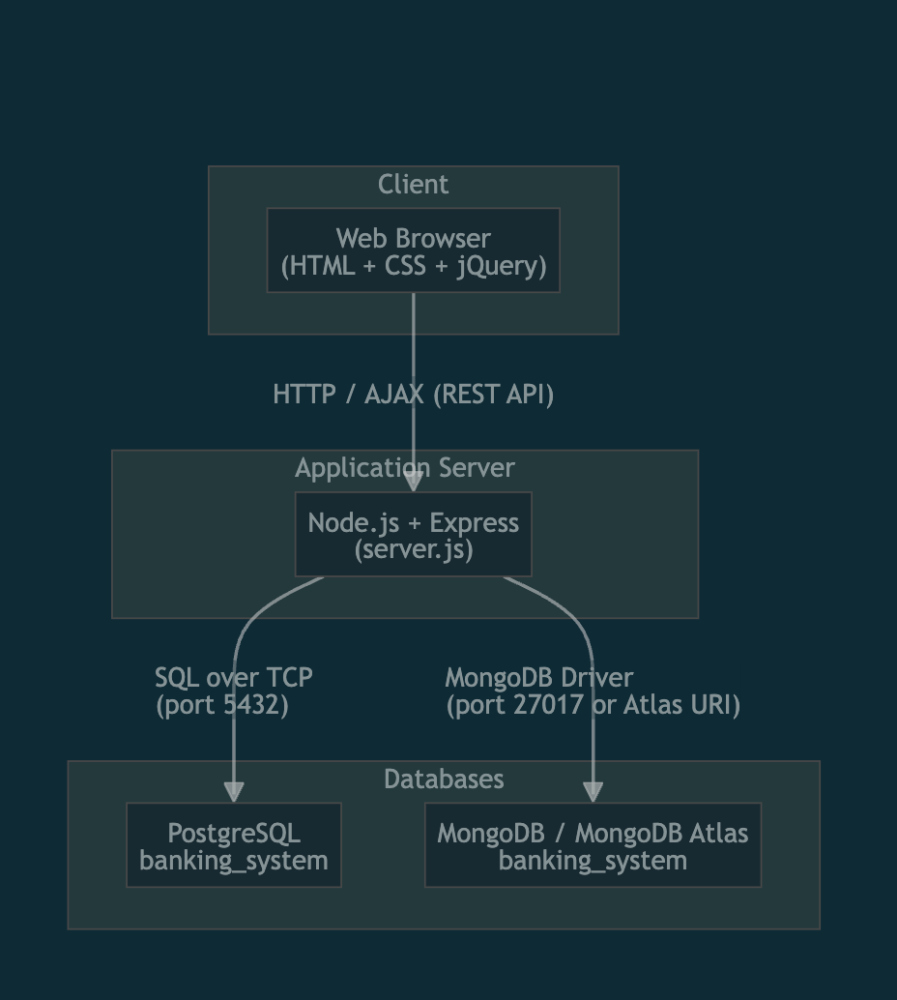 Client
Web Browser
(HTML + CSS + jQuery)
HTTP / AJAX (REST API)
Application Server
Node.js + Express
(server.js)
SQL over TCP
(port 5432)
MongoDB Driver
(port 27017 or Atlas URI)
Databases
PostgreSQL
banking_system
MongoDB / MongoDB Atlas
banking_system